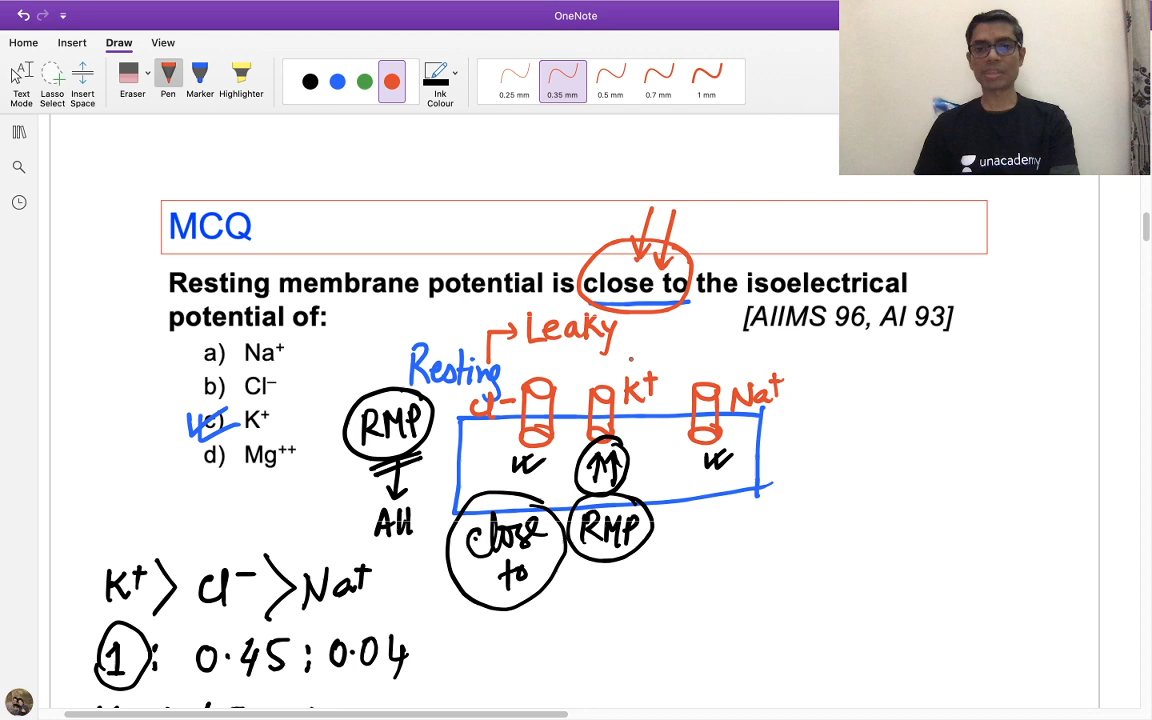 OneNote
Home Insert Draw View
Text Mode
Lasso Select
Insert Space
Eraser
Pen
Marker
Highlighter
Ink Colour
0.25 mm
0.35 mm
0.5 mm
0.7 mm
1 mm
unacademy
MCQ
Resting membrane potential is close to the isoelectrical
potential of: [AIIMS 96, AI 93]
a) Na⁺
b) Cl⁻
c) K⁺
d) Mg⁺⁺
Leaky
Resting
Cl⁻ K⁺ Na⁺
RMP
All
close to
RMP
K⁺ > Cl⁻ > Na⁺
1 : 0.45 : 0.04